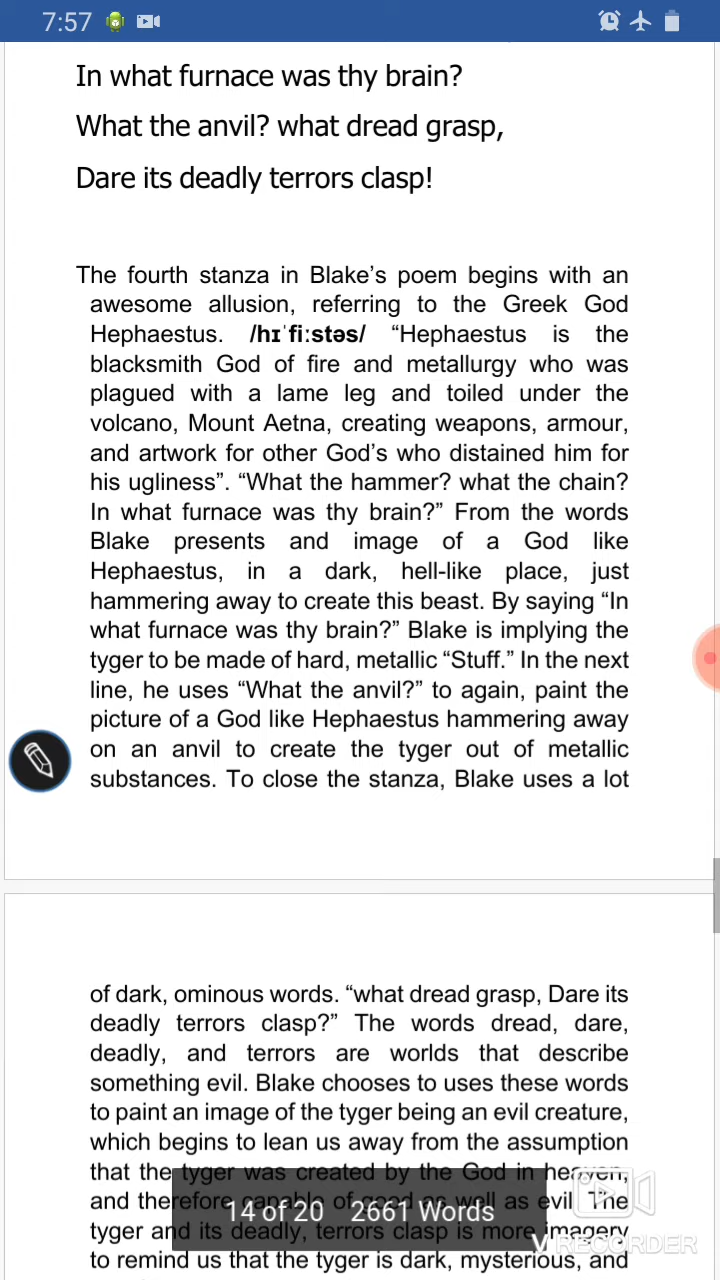 7:57
In what furnace was thy brain?
What the anvil? what dread grasp,
Dare its deadly terrors clasp!
The fourth stanza in Blake’s poem begins with an
awesome allusion, referring to the Greek God
Hephaestus. /hɪˈfiːstəs/ “Hephaestus is the
blacksmith God of fire and metallurgy who was
plagued with a lame leg and toiled under the
volcano, Mount Aetna, creating weapons, armour,
and artwork for other God’s who distained him for
his ugliness”. “What the hammer? what the chain?
In what furnace was thy brain?” From the words
Blake presents and image of a God like
Hephaestus, in a dark, hell-like place, just
hammering away to create this beast. By saying “In
what furnace was thy brain?” Blake is implying the
tyger to be made of hard, metallic “Stuff.” In the next
line, he uses “What the anvil?” to again, paint the
picture of a God like Hephaestus hammering away
on an anvil to create the tyger out of metallic
substances. To close the stanza, Blake uses a lot
of dark, ominous words. “what dread grasp, Dare its
deadly terrors clasp?” The words dread, dare,
deadly, and terrors are worlds that describe
something evil. Blake chooses to uses these words
to paint an image of the tyger being an evil creature,
which begins to lean us away from the assumption
that the tyger was created by the God in heaven,
and therefore capable of good as well as evil. The
14 of 20 2661 Words
tyger and its deadly, terrors clasp is more imagery
V RECORDER
to remind us that the tyger is dark, mysterious, and